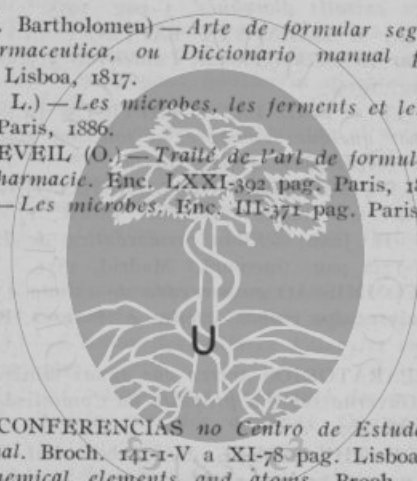 . Bartholomeu) — Arte de formular seg
rmaceutica, ou Diccionario manual f
Lisboa, 1817.
L.) — Les microbes, les ferments et le
Paris, 1886.
EVEIL (O.) — Traité de l'art de formul
harmacie. Enc. LXXI-392 pag. Paris, 18
— Les microbes. Enc. III-371 pag. Paris
U
CONFERENCIAS no Centro de Estud
al. Broch. 141-1-V a XI-78 pag. Lisboa
hemical elements and atoms. Broch.